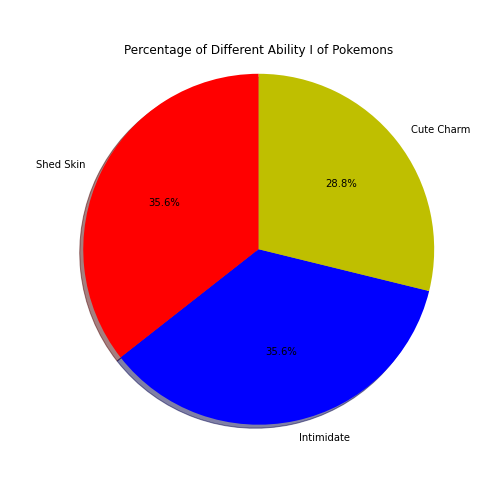 Percentage of Different Ability I of Pokemons
Cute Charm
Shed Skin
28.8%
35.6%
35.6%
Intimidate